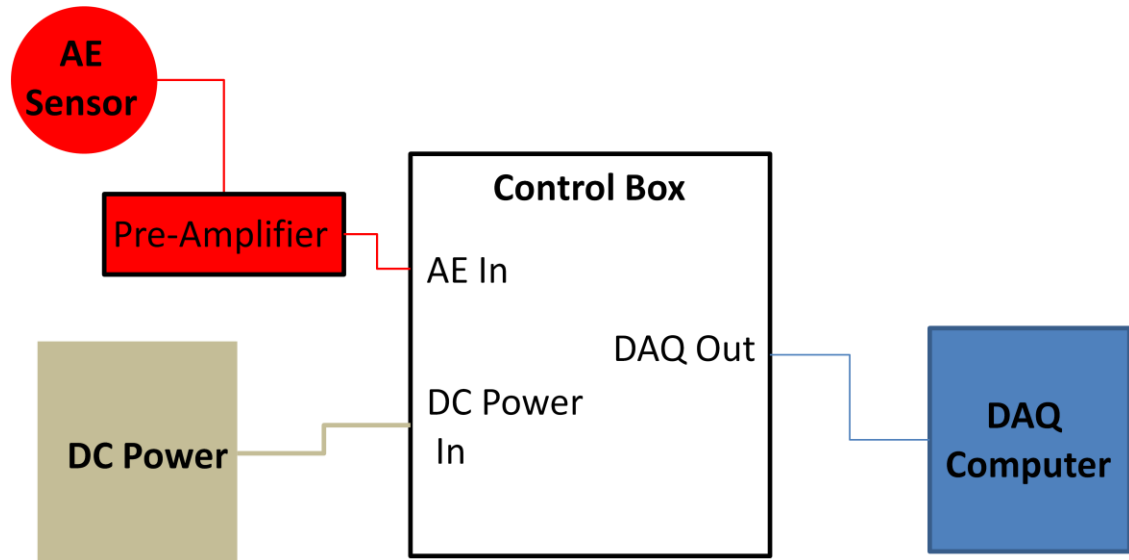 AE
Sensor
Pre-Amplifier
Control Box
AE In
DAQ Out
DC Power
In
DC Power
DAQ
Computer